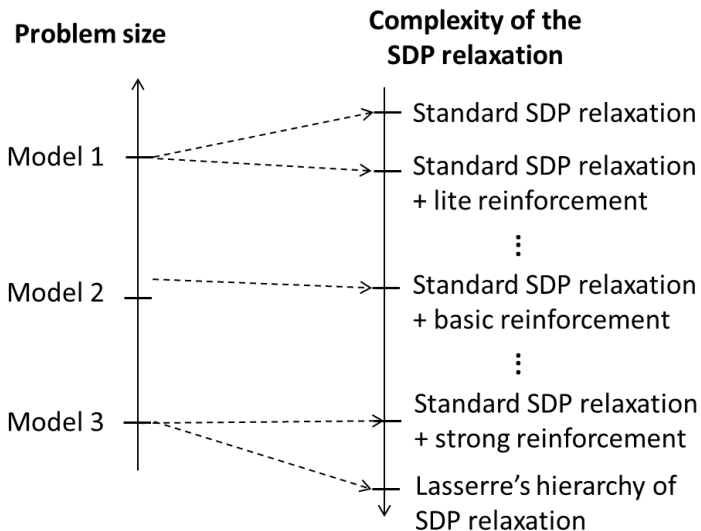 Problem size
Complexity of the
SDP relaxation
Model 1
Model 2
Model 3
Standard SDP relaxation
Standard SDP relaxation
+ lite reinforcement
⋮
Standard SDP relaxation
+ basic reinforcement
⋮
Standard SDP relaxation
+ strong reinforcement
Lasserre’s hierarchy of
SDP relaxation